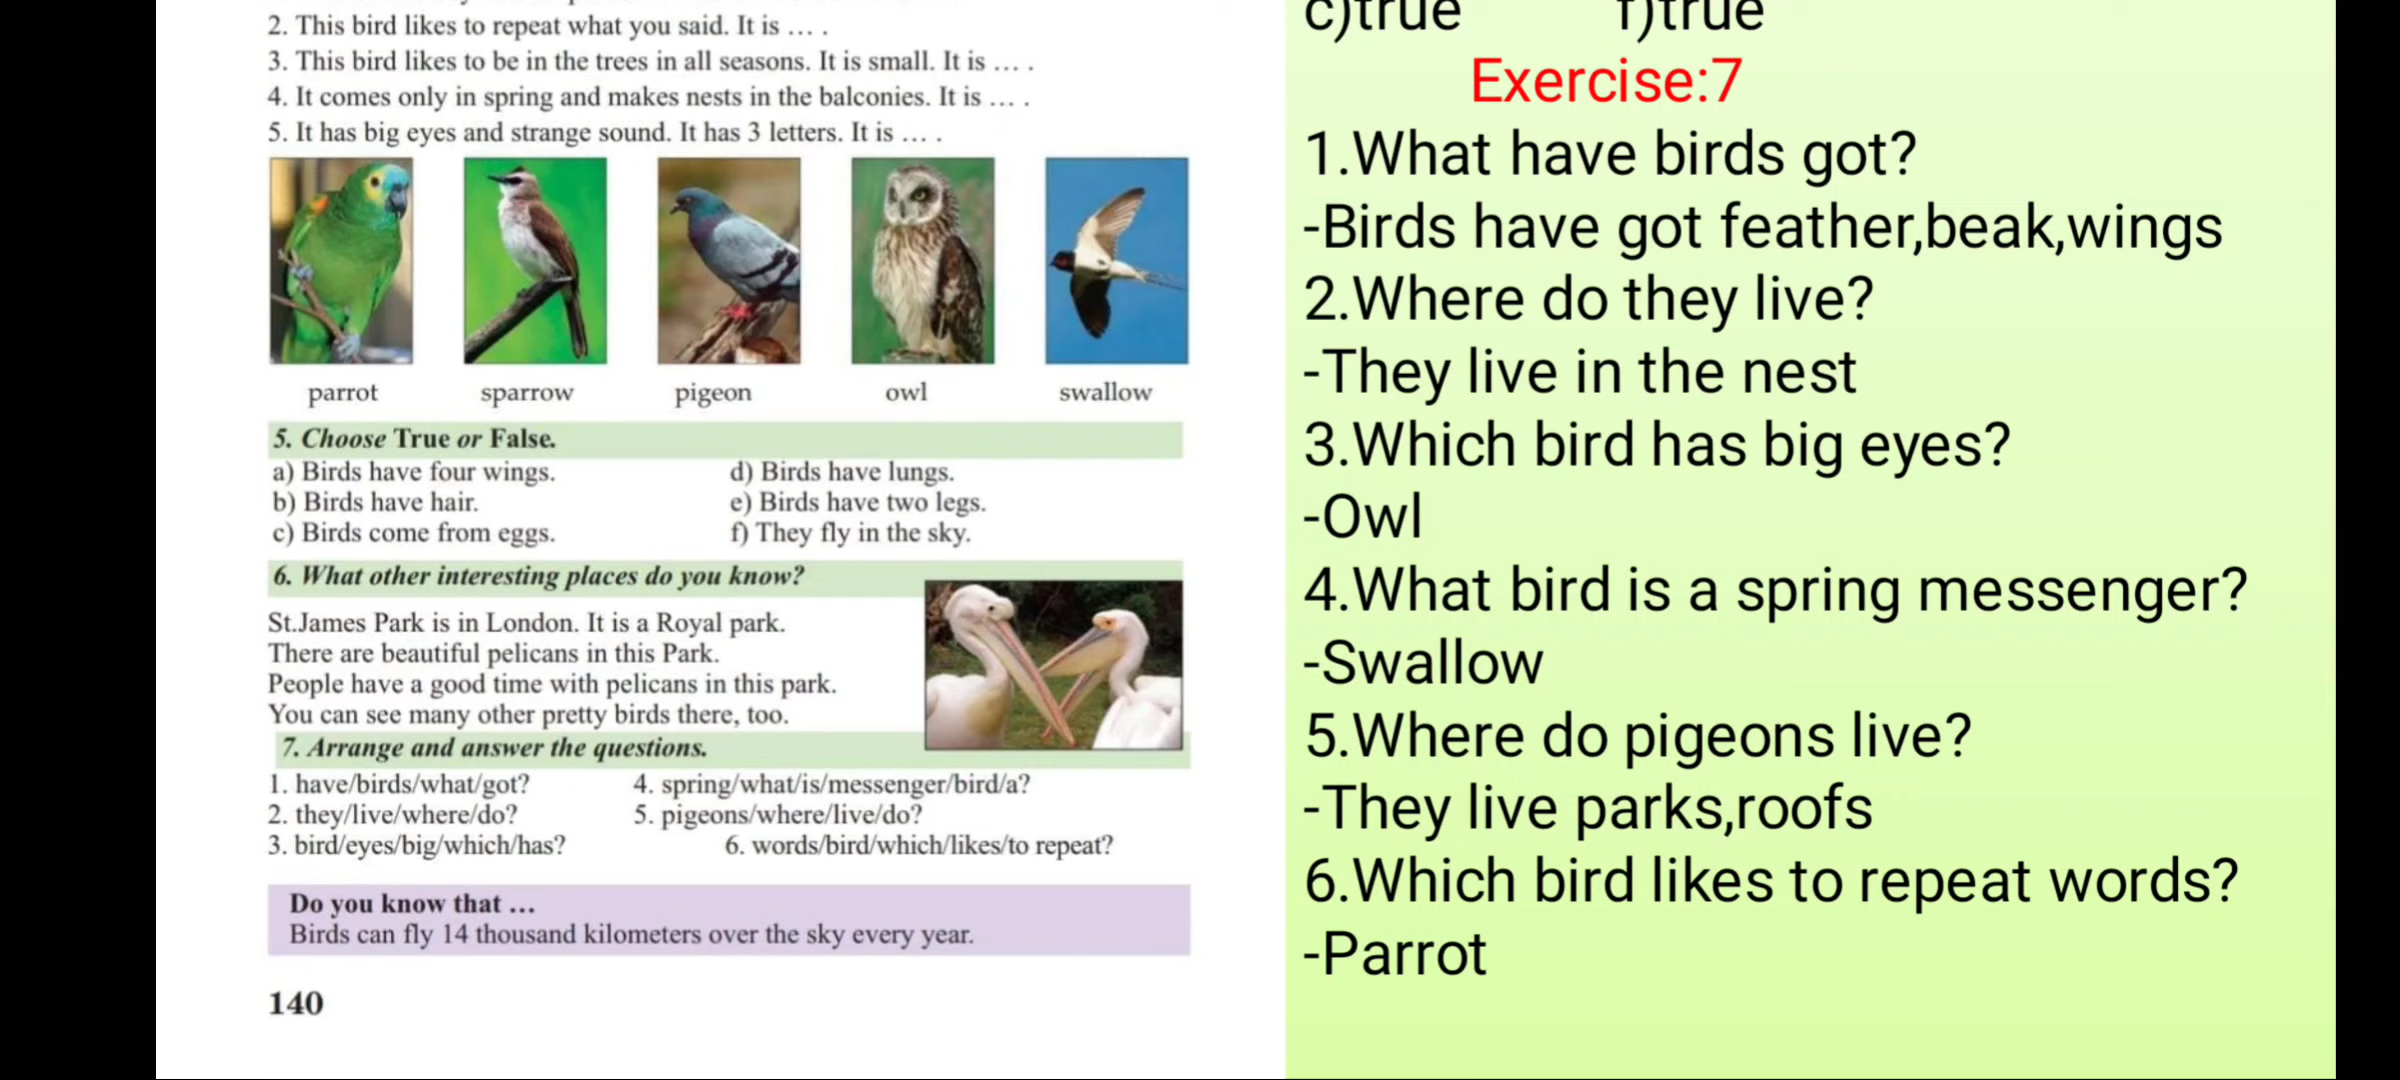 2. This bird likes to repeat what you said. It is ... .
3. This bird likes to be in the trees in all seasons. It is small. It is ... .
4. It comes only in spring and makes nests in the balconies. It is ... .
5. It has big eyes and strange sound. It has 3 letters. It is ... .
parrot
sparrow
pigeon
owl
swallow
5. Choose True or False.
a) Birds have four wings.
b) Birds have hair.
c) Birds come from eggs.
d) Birds have lungs.
e) Birds have two legs.
f) They fly in the sky.
6. What other interesting places do you know?
St.James Park is in London. It is a Royal park.
There are beautiful pelicans in this Park.
People have a good time with pelicans in this park.
You can see many other pretty birds there, too.
7. Arrange and answer the questions.
1. have/birds/what/got?
2. they/live/where/do?
3. bird/eyes/big/which/has?
4. spring/what/is/messenger/bird/a?
5. pigeons/where/live/do?
6. words/bird/which/likes/to repeat?
Do you know that ...
Birds can fly 14 thousand kilometers over the sky every year.
140
c)true f)true
Exercise:7
1.What have birds got?
-Birds have got feather,beak,wings
2.Where do they live?
-They live in the nest
3.Which bird has big eyes?
-Owl
4.What bird is a spring messenger?
-Swallow
5.Where do pigeons live?
-They live parks,roofs
6.Which bird likes to repeat words?
-Parrot